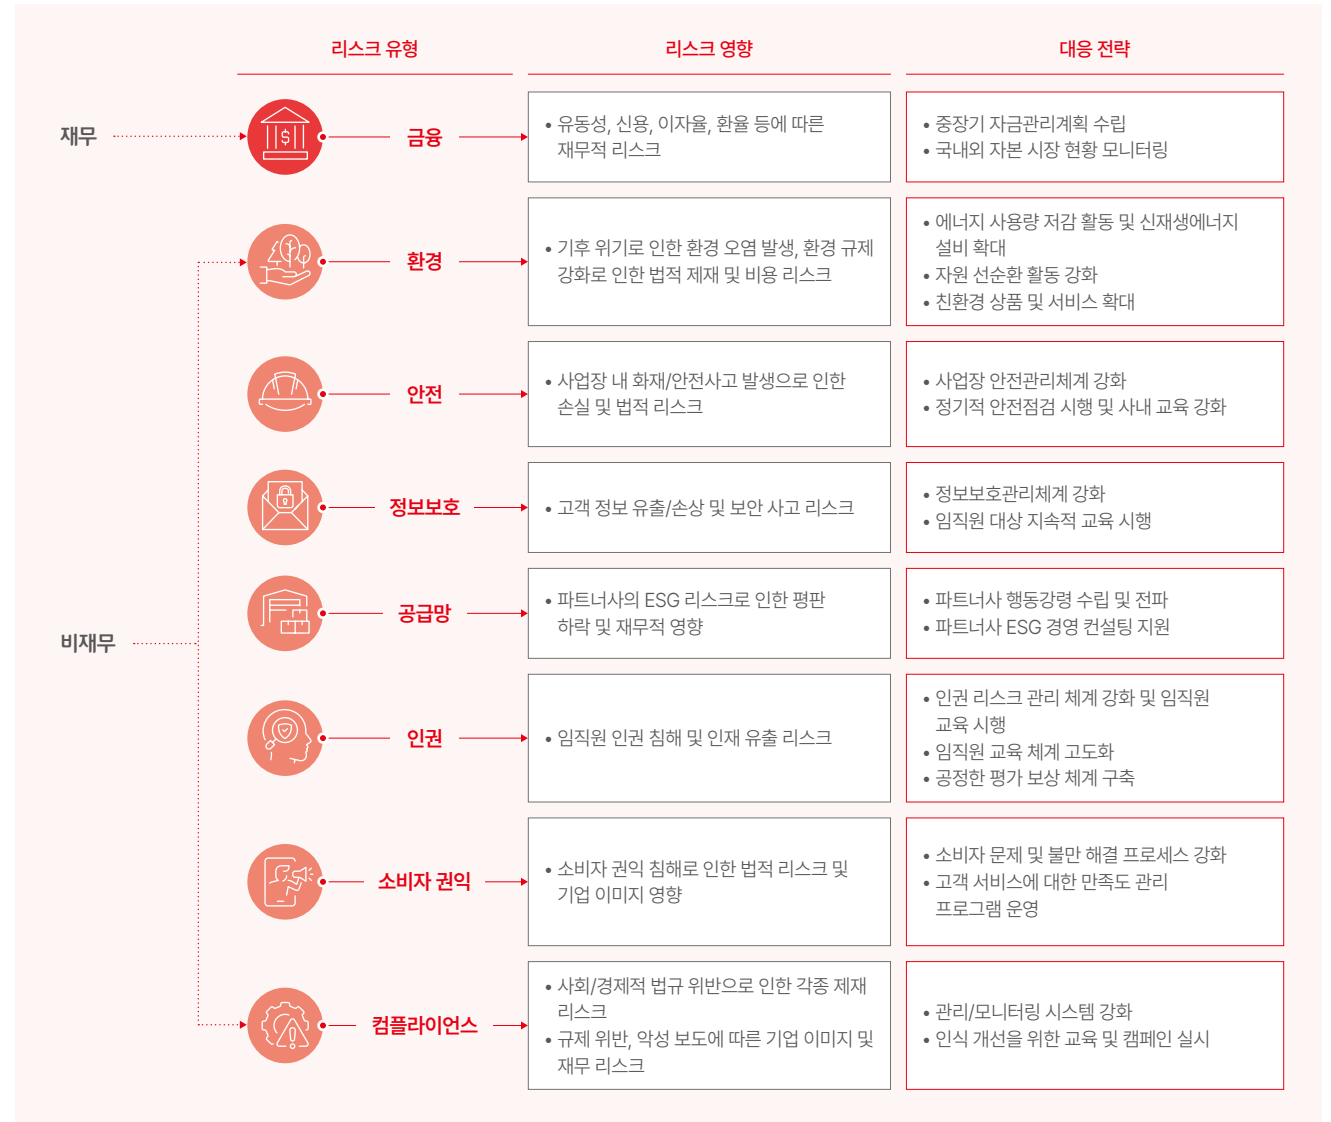 리스크 유형
리스크 영향
대응 전략
재무
금융
• 유동성, 신용, 이자율, 환율 등에 따른
재무적 리스크
• 중장기 자금관리계획 수립
• 국내외 자본 시장 현황 모니터링
비재무
환경
• 기후 위기로 인한 환경 오염 발생, 환경 규제
강화로 인한 법적 제재 및 비용 리스크
• 에너지 사용량 저감 활동 및 신재생에너지
설비 확대
• 자원 선순환 활동 강화
• 친환경 상품 및 서비스 확대
안전
• 사업장 내 화재/안전사고 발생으로 인한
손실 및 법적 리스크
• 사업장 안전관리체계 강화
• 정기적 안전점검 시행 및 사내 교육 강화
정보보호
• 고객 정보 유출/손상 및 보안 사고 리스크
• 정보보호관리체계 강화
• 임직원 대상 지속적 교육 시행
공급망
• 파트너사의 ESG 리스크로 인한 평판
하락 및 재무적 영향
• 파트너사 행동강령 수립 및 전파
• 파트너사 ESG 경영 컨설팅 지원
인권
• 임직원 인권 침해 및 인재 유출 리스크
• 인권 리스크 관리 체계 강화 및 임직원
교육 시행
• 임직원 교육 체계 고도화
• 공정한 평가 보상 체계 구축
소비자 권익
• 소비자 권익 침해로 인한 법적 리스크 및
기업 이미지 영향
• 소비자 문제 및 불만 해결 프로세스 강화
• 고객 서비스에 대한 만족도 관리
프로그램 운영
컴플라이언스
• 사회/경제적 법규 위반으로 인한 각종 제재
리스크
• 규제 위반, 악성 보도에 따른 기업 이미지 및
재무 리스크
• 관리/모니터링 시스템 강화
• 인식 개선을 위한 교육 및 캠페인 실시